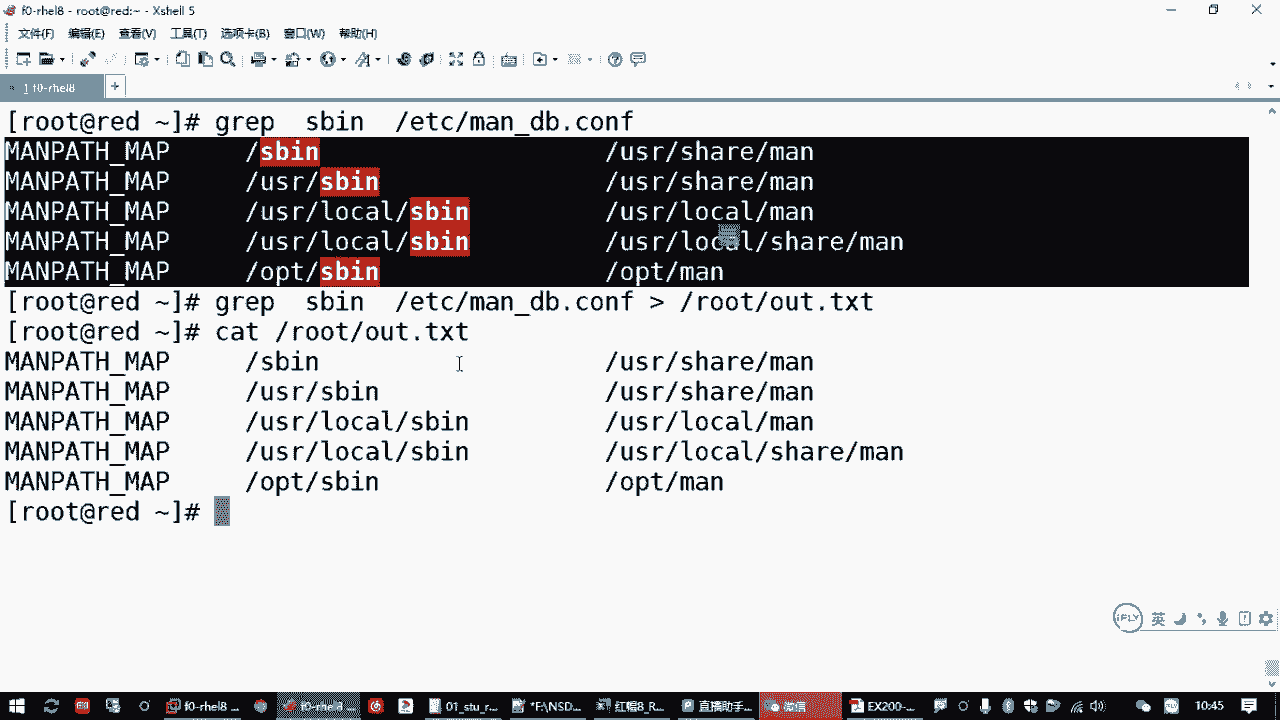 f0-rhel8 - root@red:~ - Xshell 5
文件(F) 编辑(E) 查看(V) 工具(T) 选项卡(B) 窗口(W) 帮助(H)
1 f0-rhel8
[root@red ~]# grep  sbin  /etc/man_db.conf
MANPATH_MAP     /sbin                   /usr/share/man
MANPATH_MAP     /usr/sbin               /usr/share/man
MANPATH_MAP     /usr/local/sbin         /usr/local/man
MANPATH_MAP     /usr/local/sbin         /usr/local/share/man
MANPATH_MAP     /opt/sbin               /opt/man
[root@red ~]# grep  sbin  /etc/man_db.conf > /root/out.txt
[root@red ~]# cat /root/out.txt
MANPATH_MAP     /sbin                   /usr/share/man
MANPATH_MAP     /usr/sbin               /usr/share/man
MANPATH_MAP     /usr/local/sbin         /usr/local/man
MANPATH_MAP     /usr/local/sbin         /usr/local/share/man
MANPATH_MAP     /opt/sbin               /opt/man
[root@red ~]#
iFLY 英
f0-rhel8 ... f0-rhel8... 01_stu_r... *F:\NSD... 红帽8_R... 直播助手... 微信 EX200-... 10:45